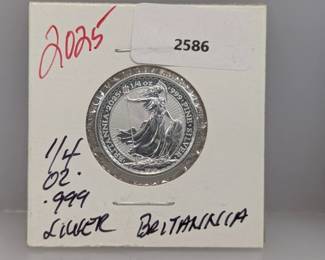 2025
2586
BRITANNIA · 2025 · 1/4 OZ · 999 FINE SILVER
1/4
OZ.
.999
SILVER BRITANNIA